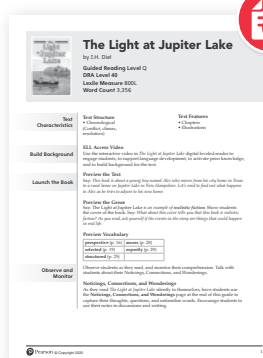 The Light at Jupiter Lake
by J.H. Diel
Guided Reading Level Q
DRA Level 40
Lexile Measure 800L
Word Count 3,356
Text
Characteristics
Text Structure
• Chronological
(Conflict, climax,
resolution)
Text Features
• Chapters
• Illustrations
Build Background
ELL Access Video
Use the interactive video in The Light at Jupiter Lake digital leveled reader to
engage students, to support language development, to activate prior knowledge,
and to build background for the text.
Launch the Book
Preview the Text
Say: This book is about a young boy named Alex who moves from his city home in Texas
to a rural home on Jupiter Lake in New Hampshire. Let's read to find out what happens
to Alex as he tries to adjust to his new home.
Preview the Genre
Say: The Light at Jupiter Lake is an example of realistic fiction. Show students
the cover of the book. Say: What about this cover tells you that this book is realistic
fiction? As you read, ask yourself if the events in the story are things that could happen
in real life.
Preview Vocabulary
perspective (p. 16) access (p. 28)
selected (p. 19) expertly (p. 29)
structured (p. 25)
Observe and
Monitor
Observe students as they read, and monitor their comprehension. Talk with
students about their Noticings, Connections, and Wonderings.
Noticings, Connections, and Wonderings
As they read The Light at Jupiter Lake silently to themselves, have students use
the Noticings, Connections, and Wonderings page at the end of this guide to
capture their thoughts, questions, and unfamiliar words. Encourage students to
use their notes in discussions and writing.
Pearson © Copyright 2020
1